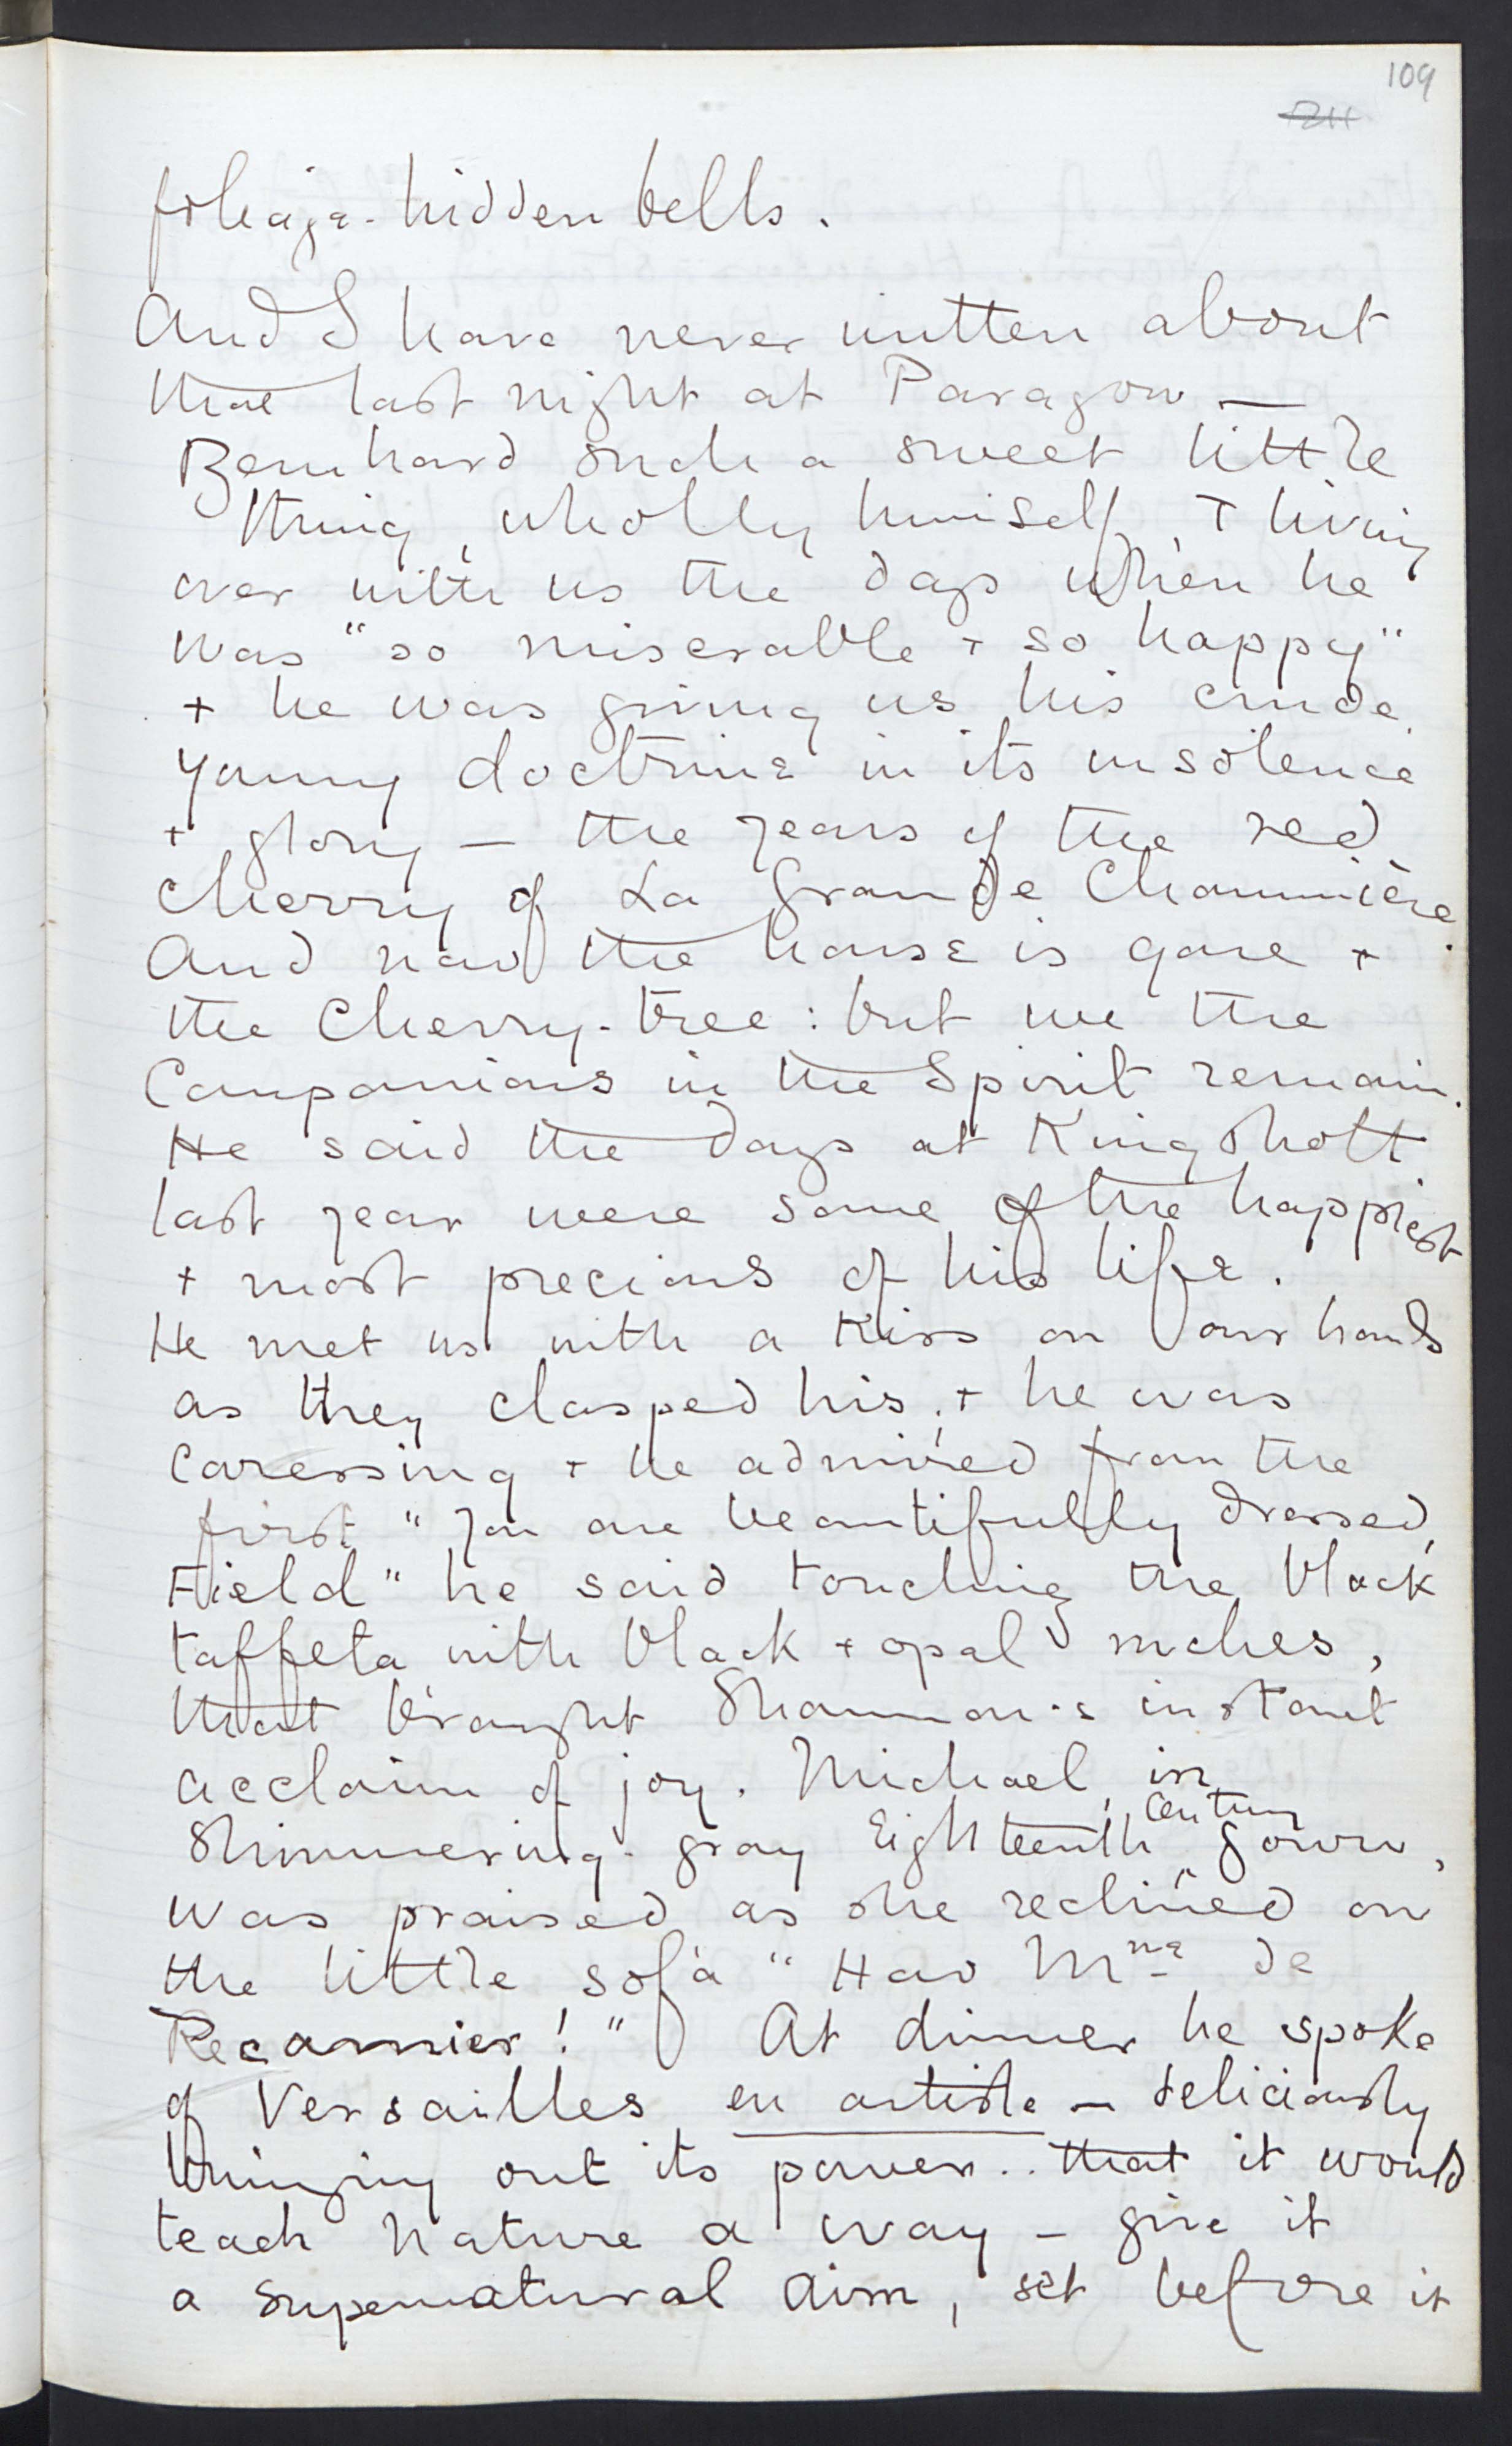 109
foliage-hidden bells.
And I have never written about
that last night at Paragon —
Bernhard such a sweet little
thing, wholly himself, + living
over with us the days when he
was "so miserable + so happy"
+ he was giving us his crude
young doctrine in its insolence
+ glory — the years of the red
cherry of La Grande Chaumière.
And now the house is gone +
the Cherry-tree: but we the
Companions in the Spirit remain.
He said the days at Kingsholt
last year were some of the happiest
+ most precious of his life.
He met us with a Kiss on our hands
as they clasped his, + he was
caressing + he admired from the
first "you are beautifully dressed,
Field" he said touching the black
taffeta with black + opal ruches,
that brought Shannon's instant
acclaim of joy. Michael, in
Shimmering-gray Eighteenth Century gown,
was praised as she reclined on
the little sofa "How Mme de
Recamier!" At dinner he spoke
of Versailles en artiste — deliciously
bringing out its power.. that it would
teach Nature a way — give it
a Supernatural Aim, set before it